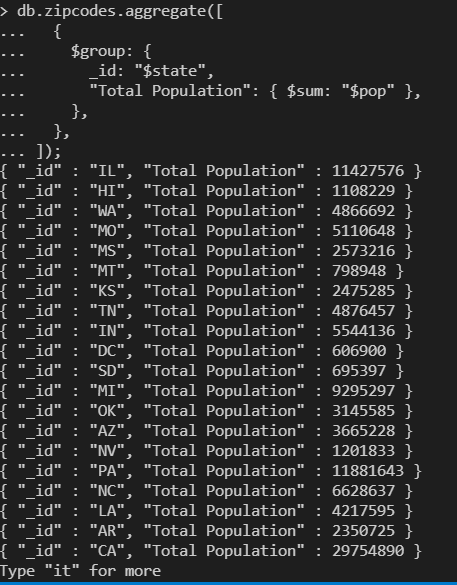 > db.zipcodes.aggregate([
...   {
...     $group: {
...       _id: "$state",
...       "Total Population": { $sum: "$pop" },
...     },
...   },
... ]);
{ "_id" : "IL", "Total Population" : 11427576 }
{ "_id" : "HI", "Total Population" : 1108229 }
{ "_id" : "WA", "Total Population" : 4866692 }
{ "_id" : "MO", "Total Population" : 5110648 }
{ "_id" : "MS", "Total Population" : 2573216 }
{ "_id" : "MT", "Total Population" : 798948 }
{ "_id" : "KS", "Total Population" : 2475285 }
{ "_id" : "TN", "Total Population" : 4876457 }
{ "_id" : "IN", "Total Population" : 5544136 }
{ "_id" : "DC", "Total Population" : 606900 }
{ "_id" : "SD", "Total Population" : 695397 }
{ "_id" : "MI", "Total Population" : 9295297 }
{ "_id" : "OK", "Total Population" : 3145585 }
{ "_id" : "AZ", "Total Population" : 3665228 }
{ "_id" : "NV", "Total Population" : 1201833 }
{ "_id" : "PA", "Total Population" : 11881643 }
{ "_id" : "NC", "Total Population" : 6628637 }
{ "_id" : "LA", "Total Population" : 4217595 }
{ "_id" : "AR", "Total Population" : 2350725 }
{ "_id" : "CA", "Total Population" : 29754890 }
Type "it" for more